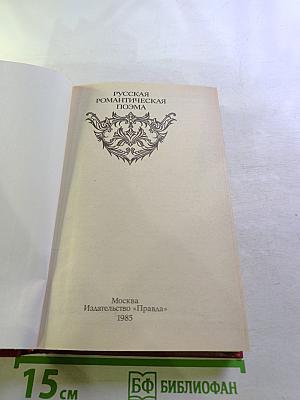 РУССКАЯ
РОМАНТИЧЕСКАЯ
ПОЭМА
Москва
Издательство «Правда»
1985
15 см
БФ БИБЛИОФАН